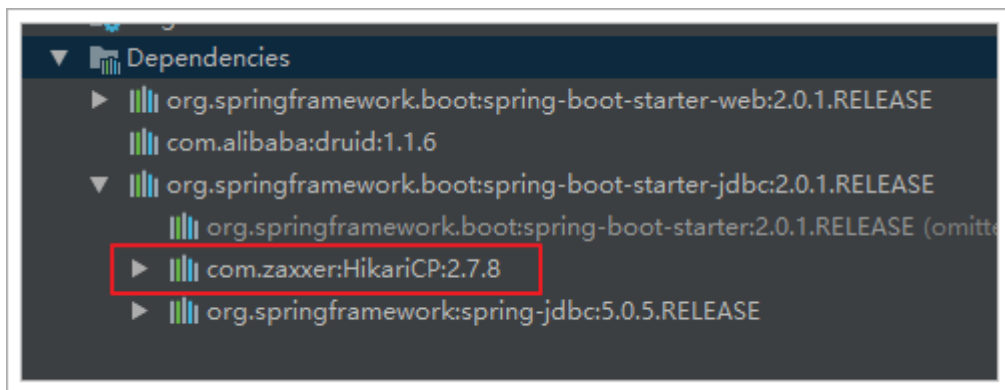 Dependencies
org.springframework.boot:spring-boot-starter-web:2.0.1.RELEASE
com.alibaba:druid:1.1.6
org.springframework.boot:spring-boot-starter-jdbc:2.0.1.RELEASE
org.springframework.boot:spring-boot-starter:2.0.1.RELEASE (omitte
com.zaxxer:HikariCP:2.7.8
org.springframework:spring-jdbc:5.0.5.RELEASE